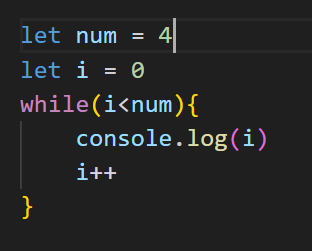 let num = 4
let i = 0
while(i<num){
    console.log(i)
    i++
}